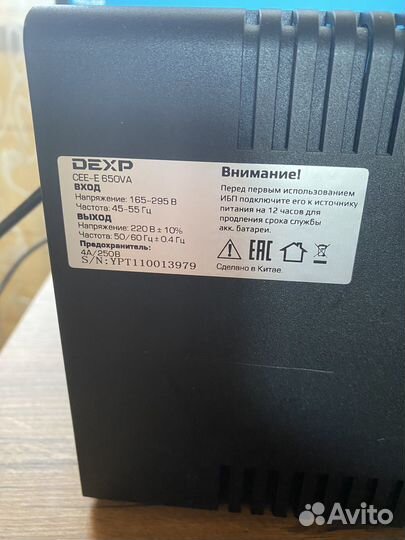 DEXP
CEE-E 650VA
ВХОД
Напряжение: 165-295 В
Частота: 45-55 Гц
ВЫХОД
Напряжение: 220 В ± 10%
Частота: 50/60 Гц ± 0.4 Гц
Предохранитель:
4А/250В
S/N:YPT110013979
Внимание!
Перед первым использованием
ИБП подключите его к источнику
питания на 12 часов для
продления срока службы
акк. батареи.
EAC
Сделано в Китае.
Avito